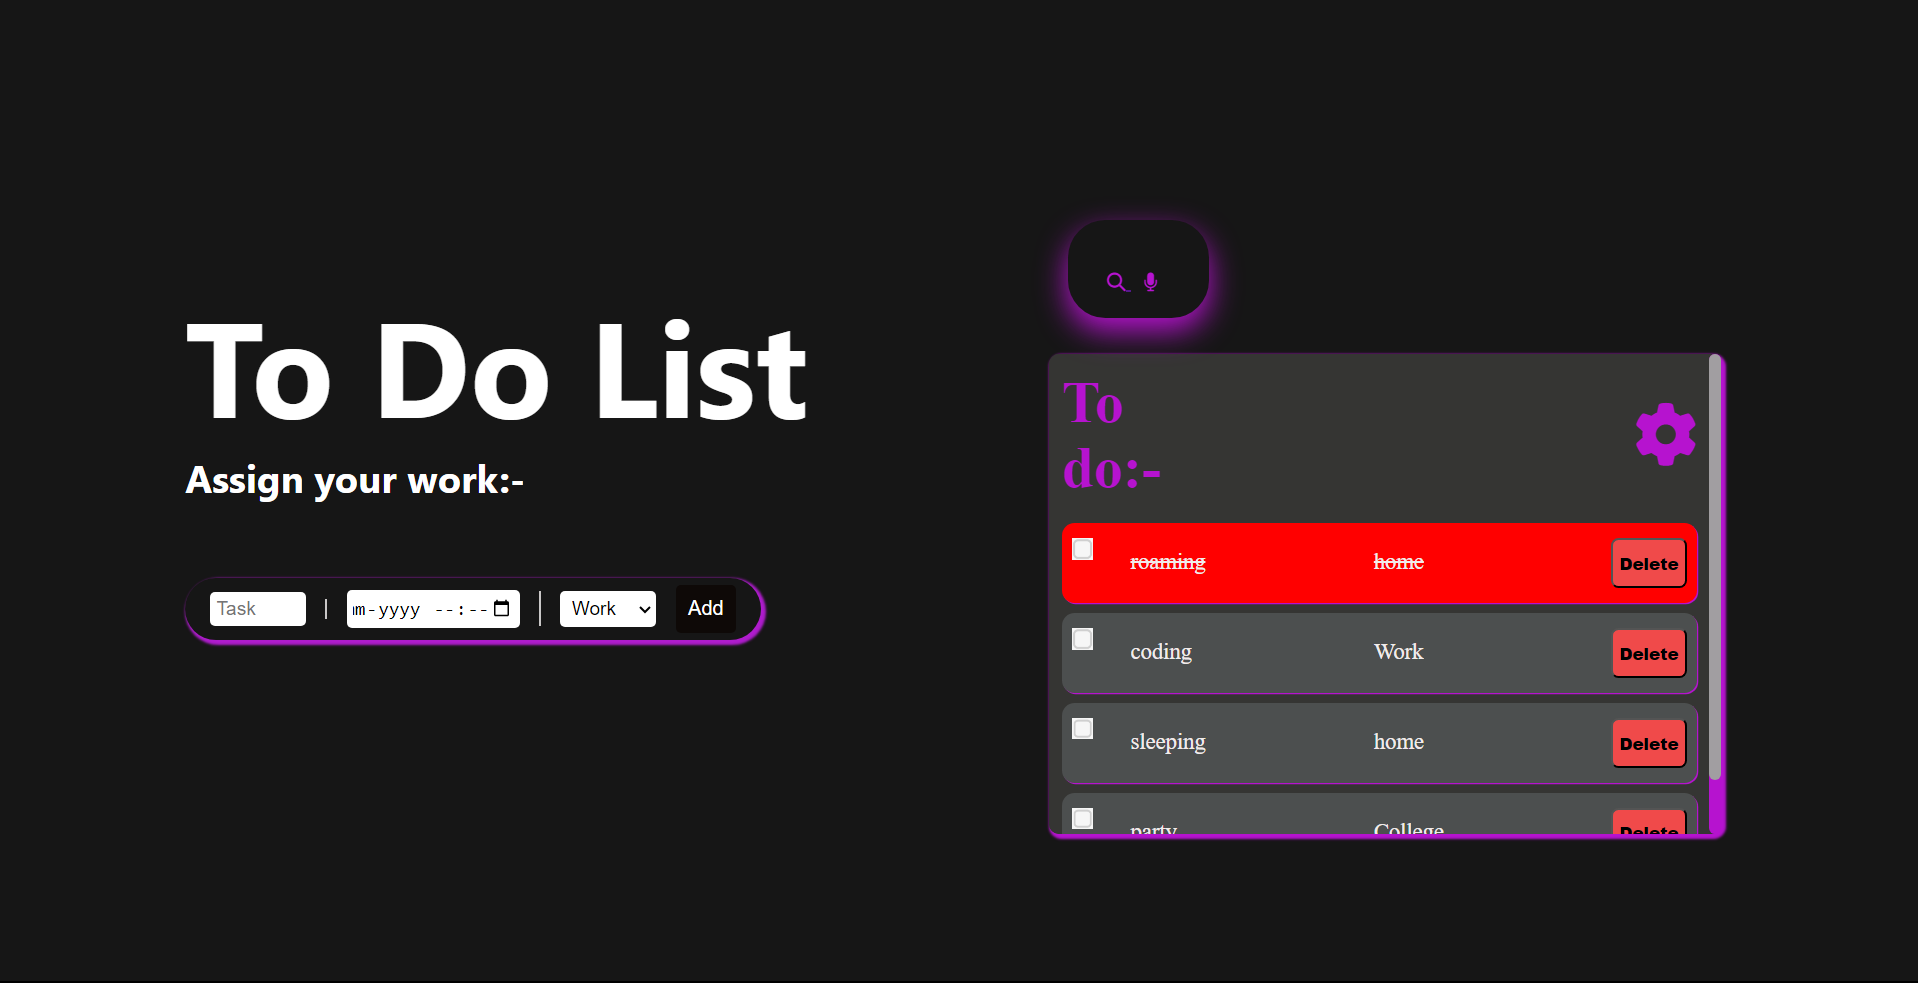 To Do List
Assign your work:-
Task | mm-yyyy --:-- | Work Add
To
do:-
roaming home Delete
coding Work Delete
sleeping home Delete
party College Delete